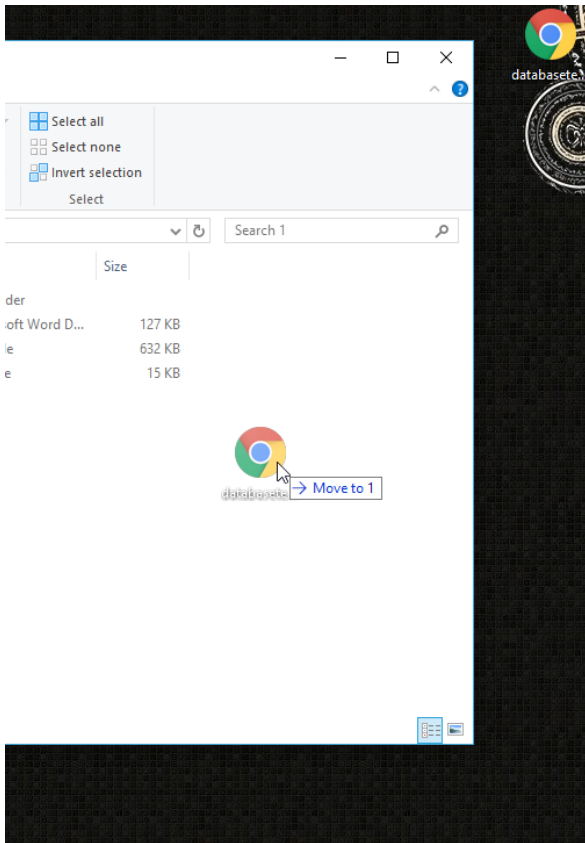 databasete...
Select all
Select none
Invert selection
Select
Search 1
Size
der
soft Word D... 127 KB
le 632 KB
e 15 KB
databasete...
Move to 1